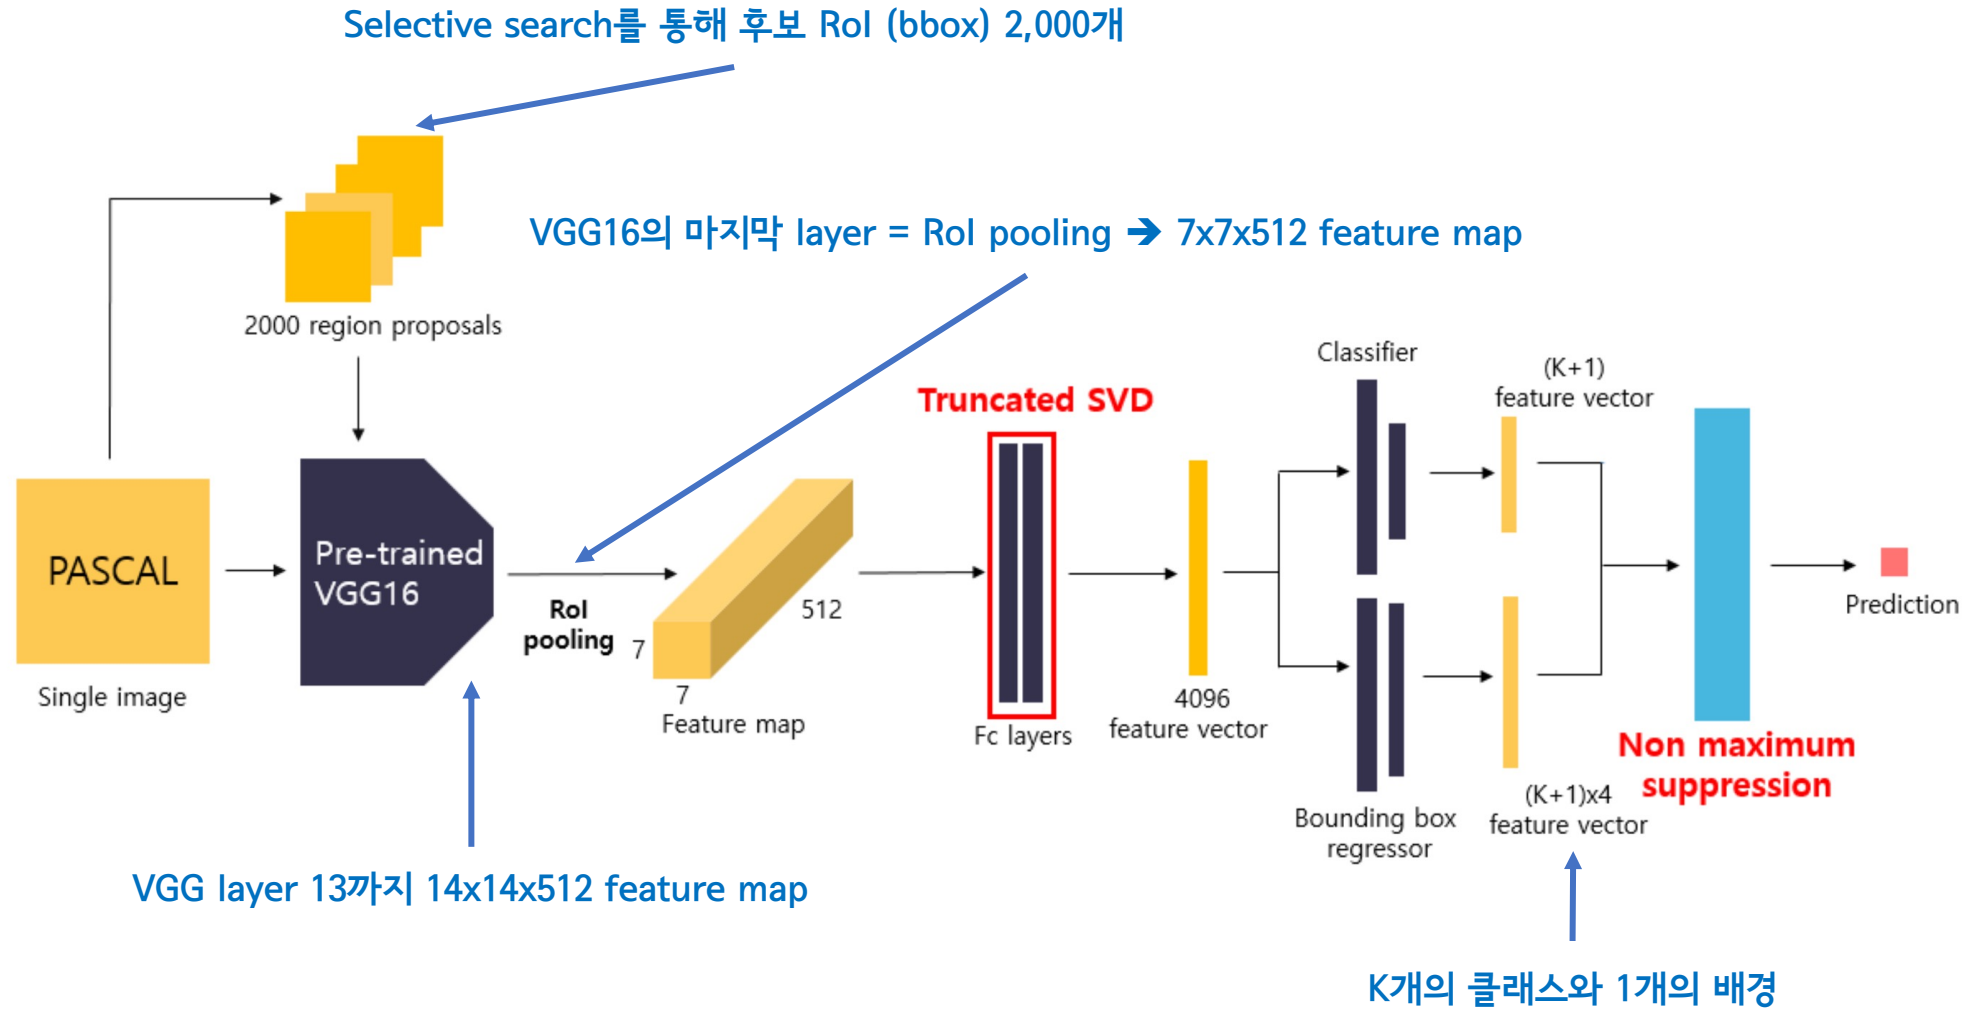 Selective search를 통해 후보 RoI (bbox) 2,000개
2000 region proposals
VGG16의 마지막 layer = RoI pooling ➔ 7x7x512 feature map
PASCAL
Single image
Pre-trained
VGG16
RoI
pooling
7
7
512
Feature map
Truncated SVD
Fc layers
4096
feature vector
Classifier
(K+1)
feature vector
Bounding box
regressor
(K+1)x4
feature vector
Non maximum
suppression
Prediction
VGG layer 13까지 14x14x512 feature map
K개의 클래스와 1개의 배경